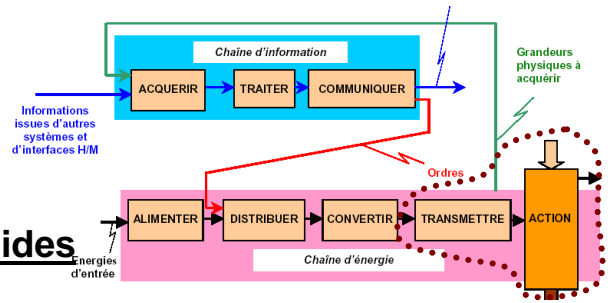 Chaîne d'information
Grandeurs
physiques à
acquérir
ACQUERIR
TRAITER
COMMUNIQUER
Informations
issues d'autres
systèmes et
d'interfaces H/M
Ordres
ALIMENTER
DISTRIBUER
CONVERTIR
TRANSMETTRE
ACTION
ides
Energies
d'entrée
Chaîne d'énergie